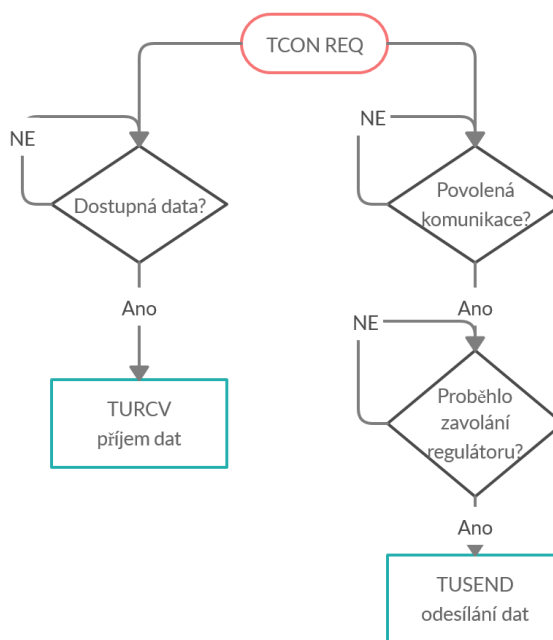 TCON REQ
NE
Dostupná data?
Ano
TURCV
příjem dat
NE
Povolená
komunikace?
Ano
NE
Proběhlo
zavolání
regulátoru?
Ano
TUSEND
odesílání dat